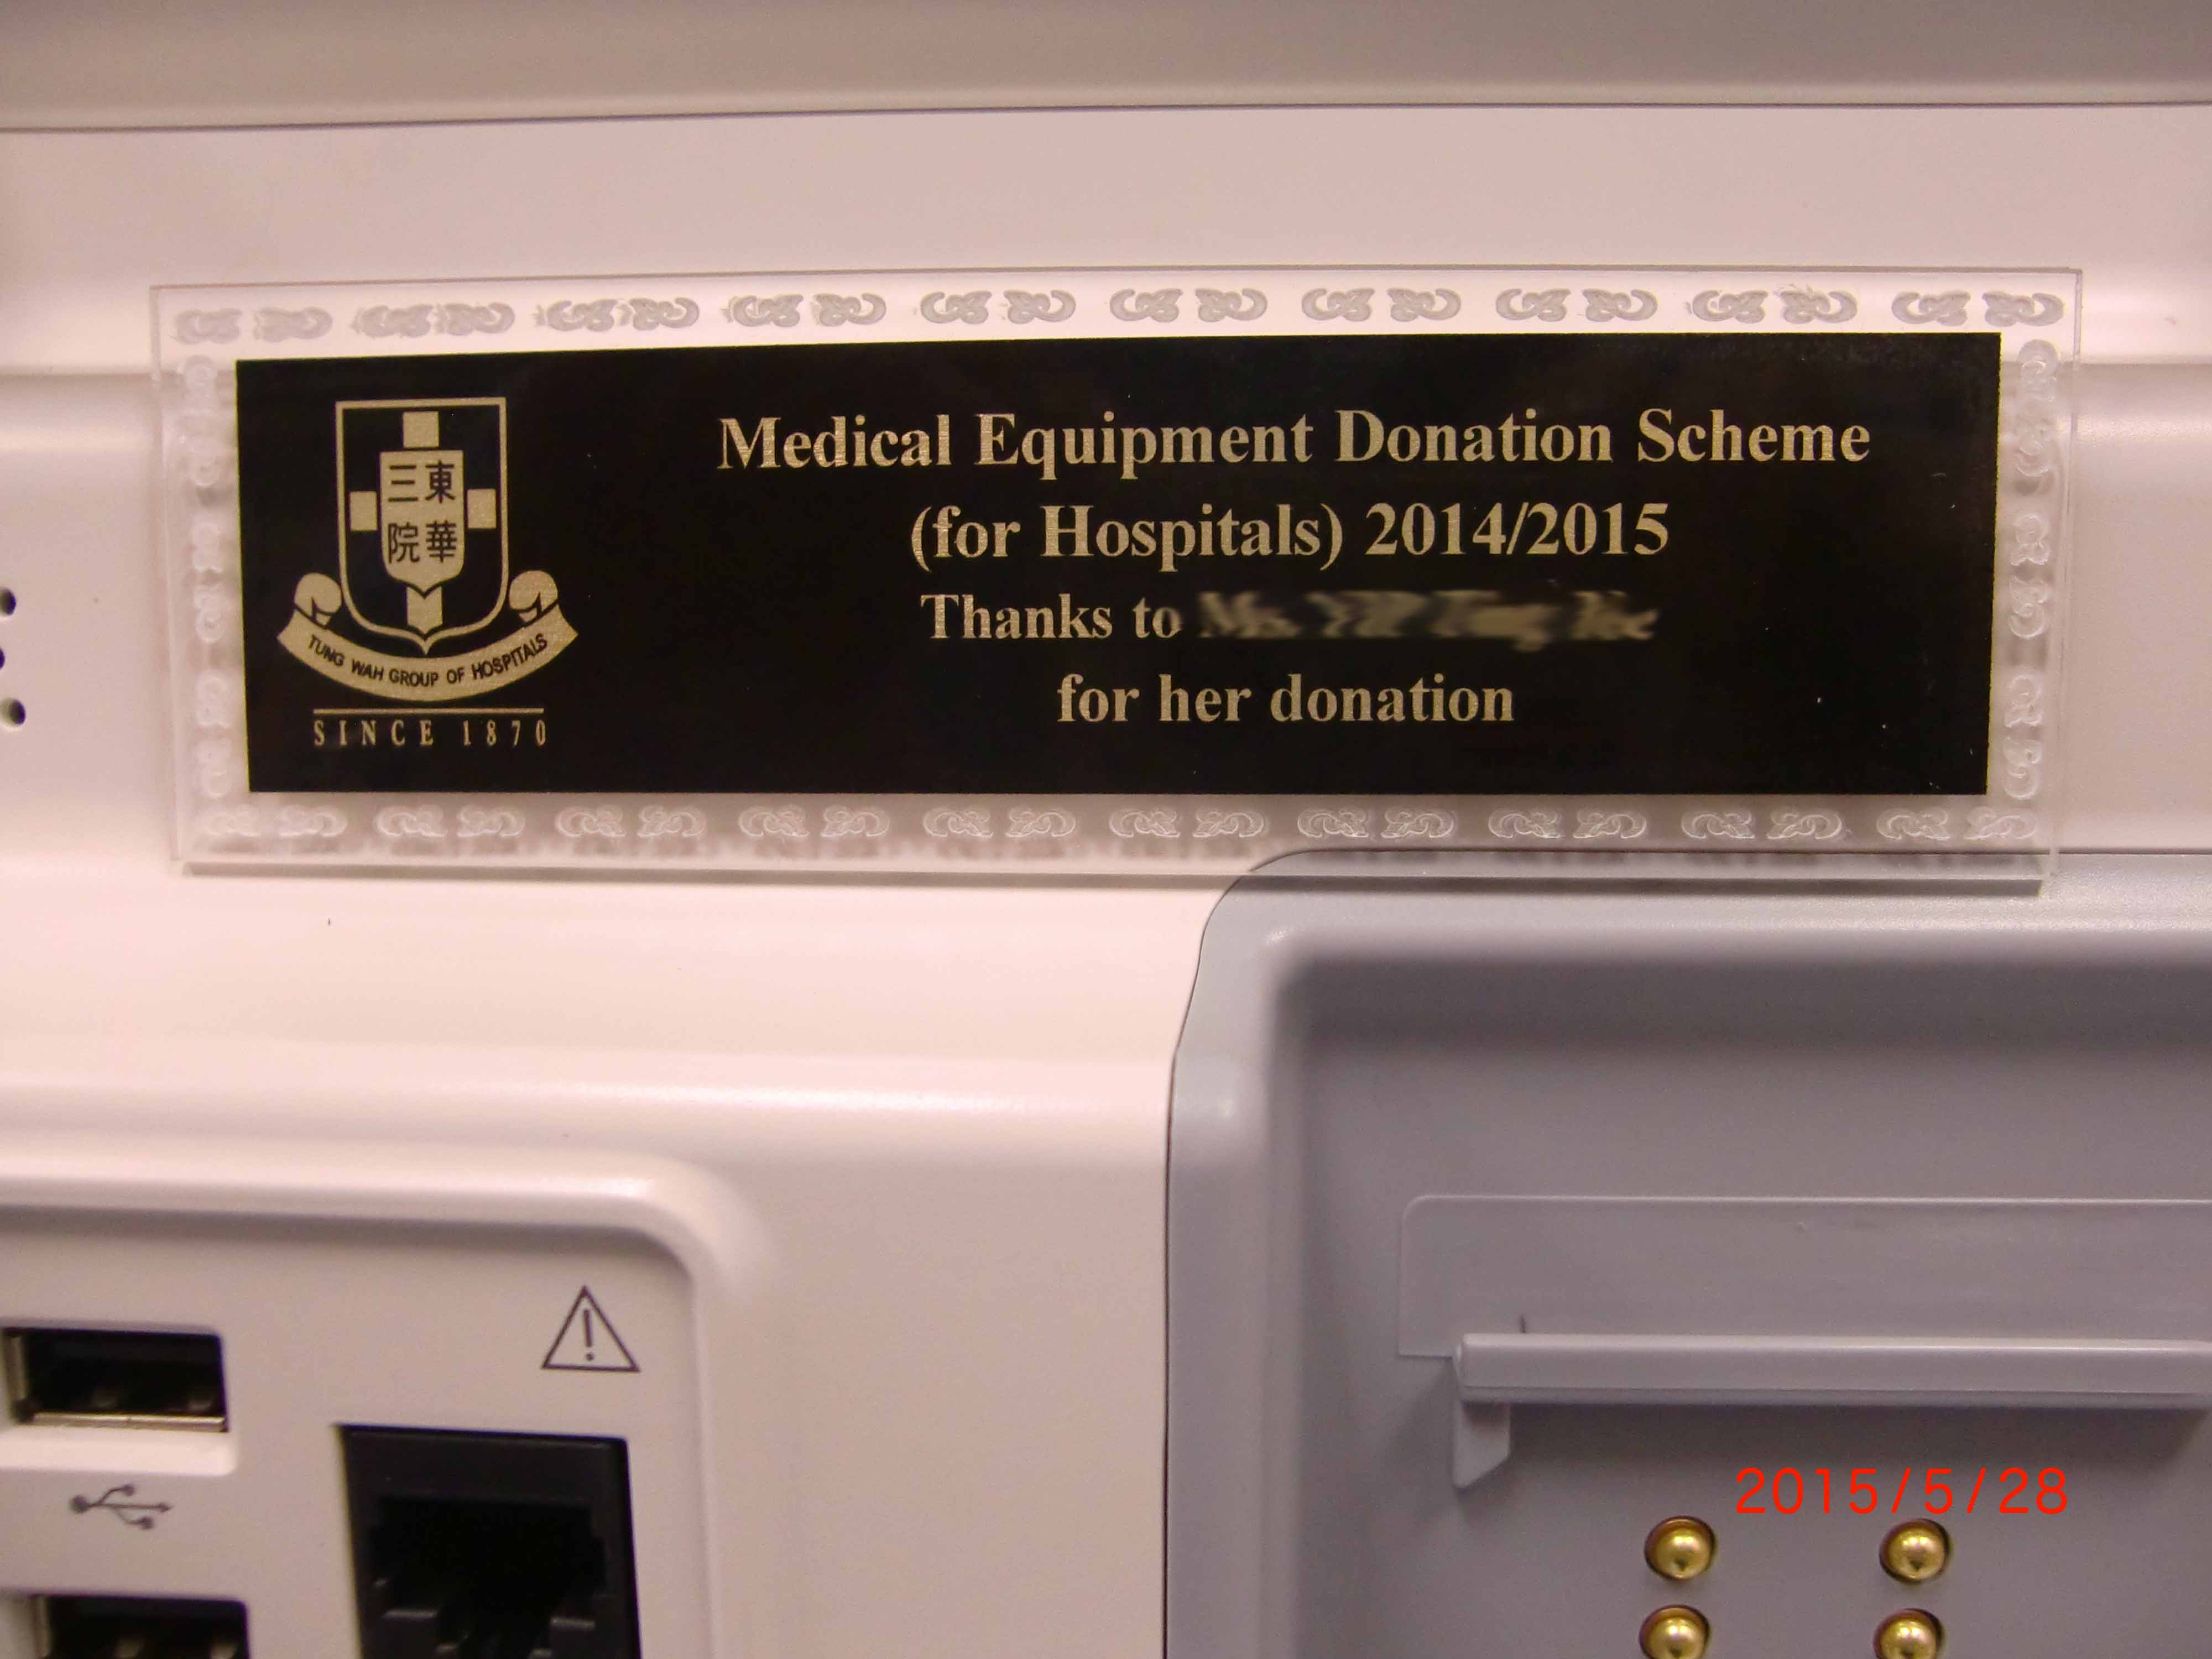 東華
三院
TUNG WAH GROUP OF HOSPITALS
SINCE 1870
Medical Equipment Donation Scheme
(for Hospitals) 2014/2015
Thanks to
for her donation
2015/5/28